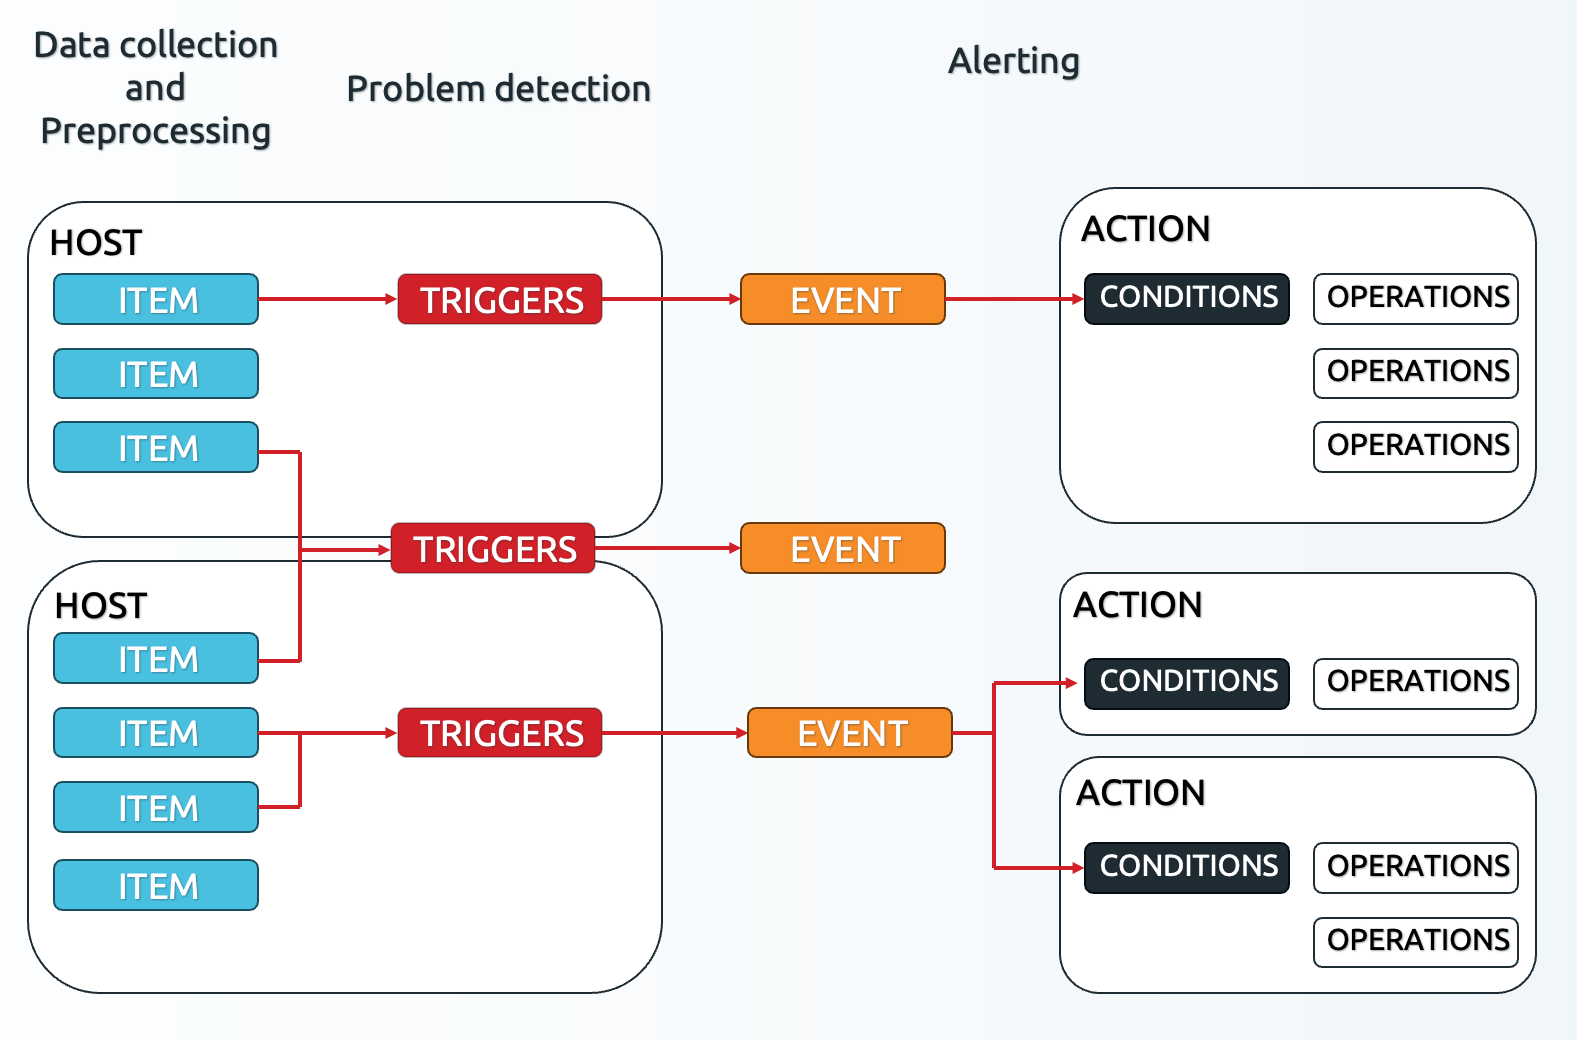 Data collection
and
Preprocessing
Problem detection
Alerting
HOST
ITEM
TRIGGERS
EVENT
ITEM
ITEM
ACTION
CONDITIONS
OPERATIONS
OPERATIONS
OPERATIONS
TRIGGERS
EVENT
HOST
ITEM
ITEM
TRIGGERS
EVENT
ITEM
ITEM
ACTION
CONDITIONS
OPERATIONS
ACTION
CONDITIONS
OPERATIONS
OPERATIONS